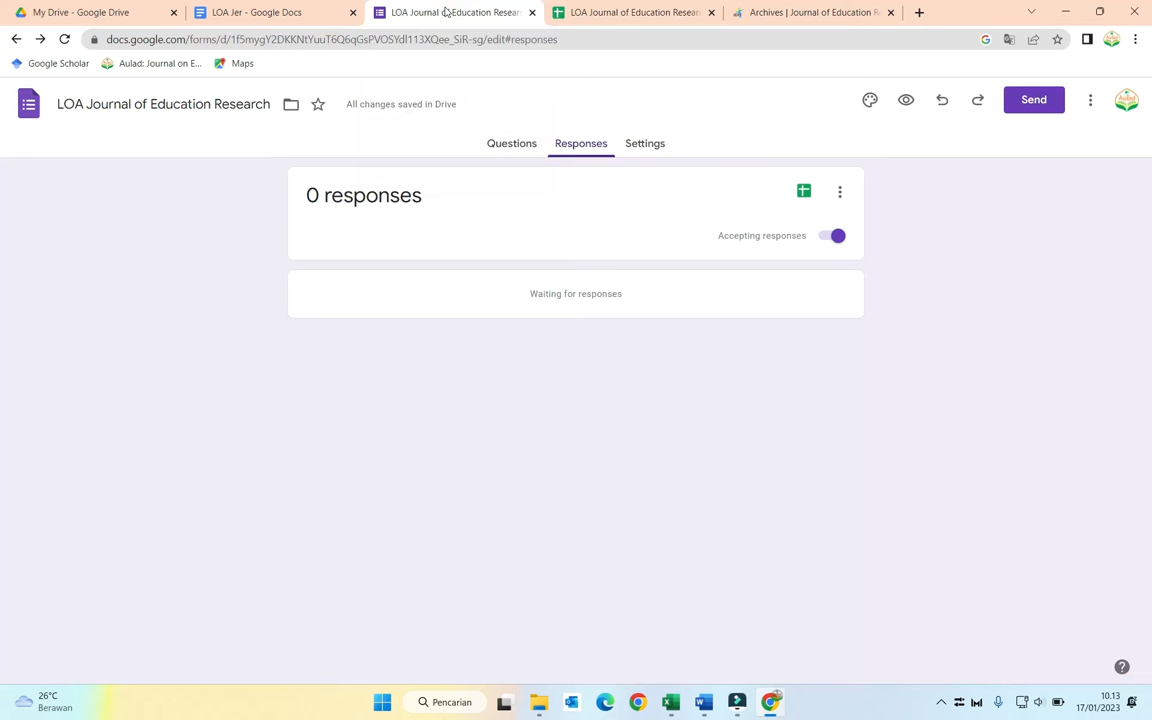 My Drive - Google Drive
LOA Jer - Google Docs
LOA Journal of Education Resear
LOA Journal of Education Resear
Archives | Journal of Education R
docs.google.com/forms/d/1f5mygY2DKKNtYuuT6Q6qGsPVOSYdl113XQee_SiR-sg/edit#responses
Google Scholar
Aulad: Journal on E...
Maps
LOA Journal of Education Research
All changes saved in Drive
Send
Questions
Responses
Settings
0 responses
Accepting responses
Waiting for responses
26°C
Berawan
Pencarian
10.13
17/01/2023